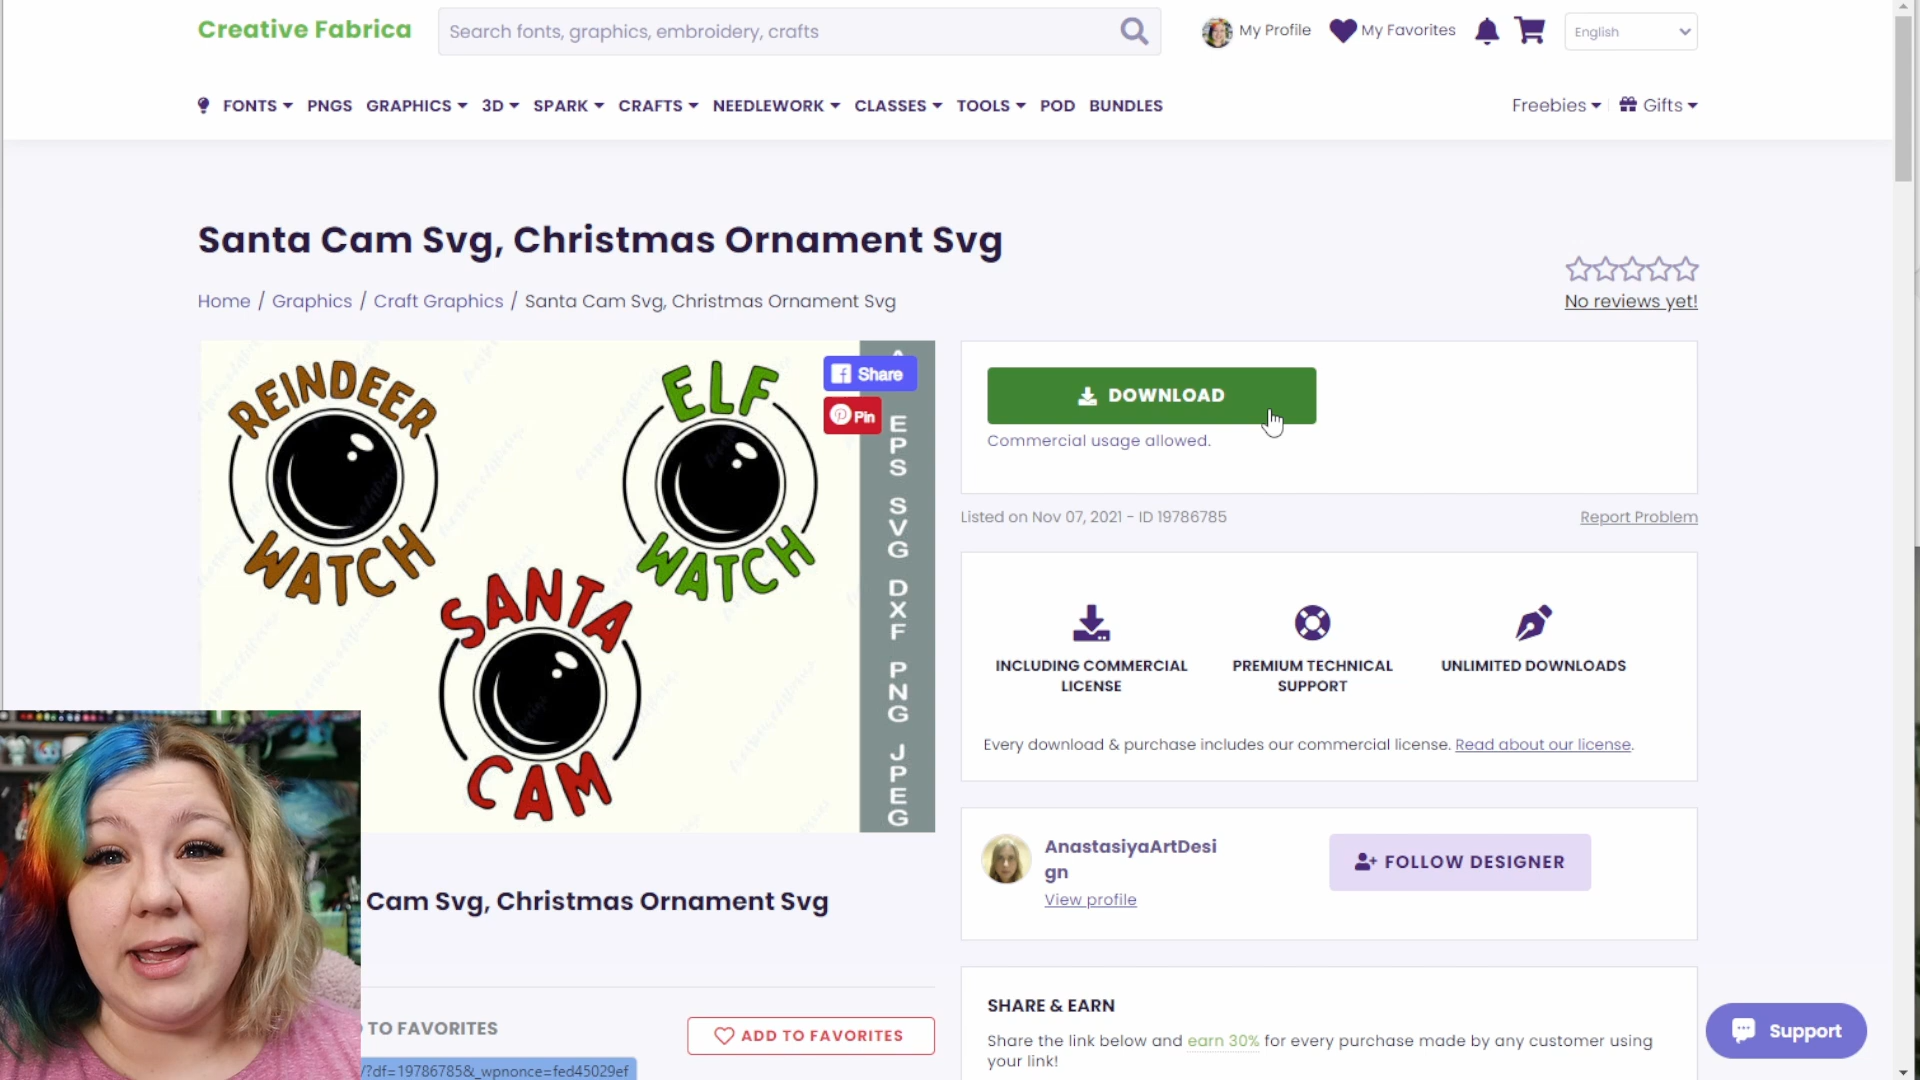 Creative Fabrica
Search fonts, graphics, embroidery, crafts
My Profile
My Favorites
English
FONTS
PNGS
GRAPHICS
3D
SPARK
CRAFTS
NEEDLEWORK
CLASSES
TOOLS
POD
BUNDLES
Freebies
Gifts
Santa Cam Svg, Christmas Ornament Svg
Home / Graphics / Craft Graphics / Santa Cam Svg, Christmas Ornament Svg
No reviews yet!
REINDEER
WATCH
ELF
WATCH
SANTA
CAM
Share
Pin
EPS SVG DXF PNG JPEG
DOWNLOAD
Commercial usage allowed.
Listed on Nov 07, 2021 - ID 19786785
Report Problem
INCLUDING COMMERCIAL
LICENSE
PREMIUM TECHNICAL
SUPPORT
UNLIMITED DOWNLOADS
Every download & purchase includes our commercial license. Read about our license.
AnastasiyaArtDesi
gn
View profile
FOLLOW DESIGNER
Cam Svg, Christmas Ornament Svg
TO FAVORITES
ADD TO FAVORITES
/?df=19786785&_wpnonce=fed45029ef
SHARE & EARN
Share the link below and earn 30% for every purchase made by any customer using
your link!
Support